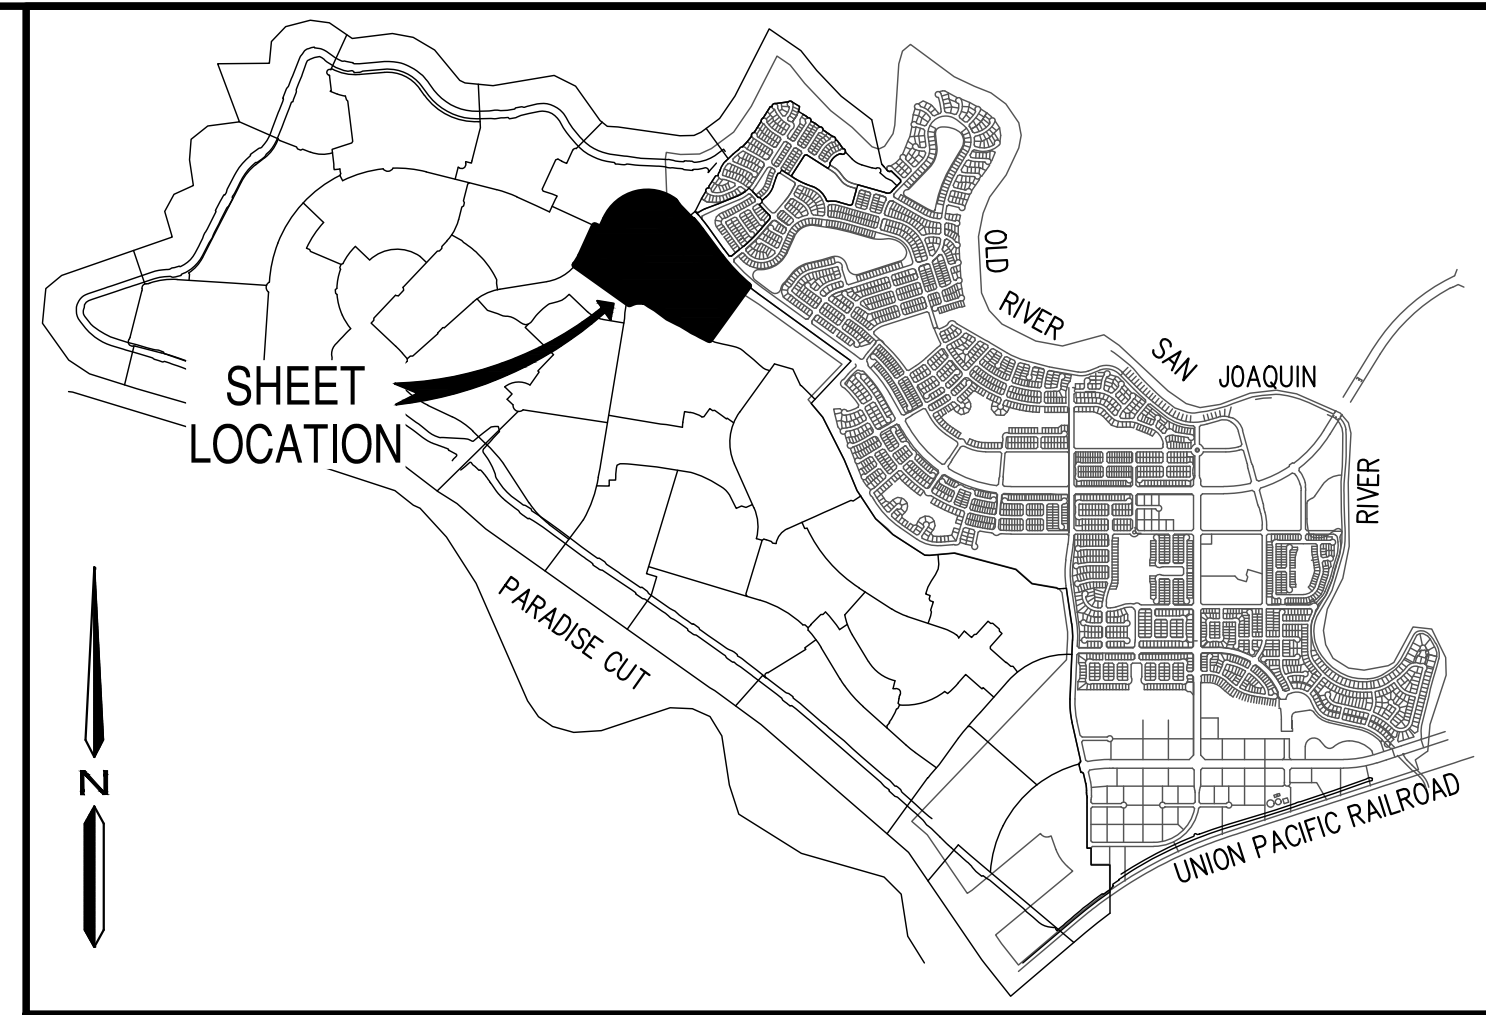 OLD
RIVER
SAN
JOAQUIN
SHEET
LOCATION
RIVER
PARADISE CUT
N
UNION PACIFIC RAILROAD